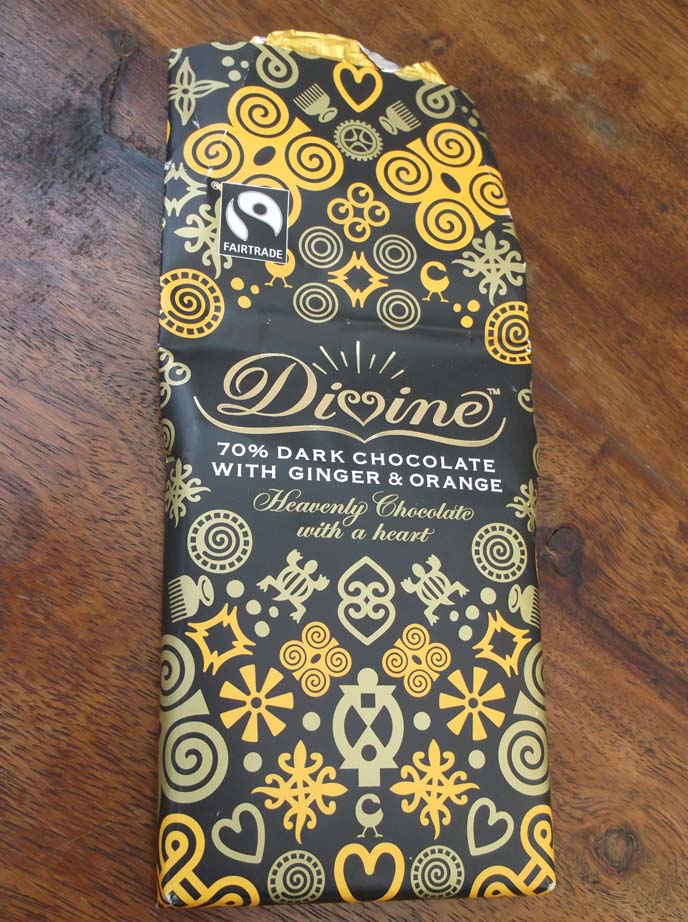 FAIRTRADE
Divine™
70% DARK CHOCOLATE
WITH GINGER & ORANGE
Heavenly Chocolate
with a heart